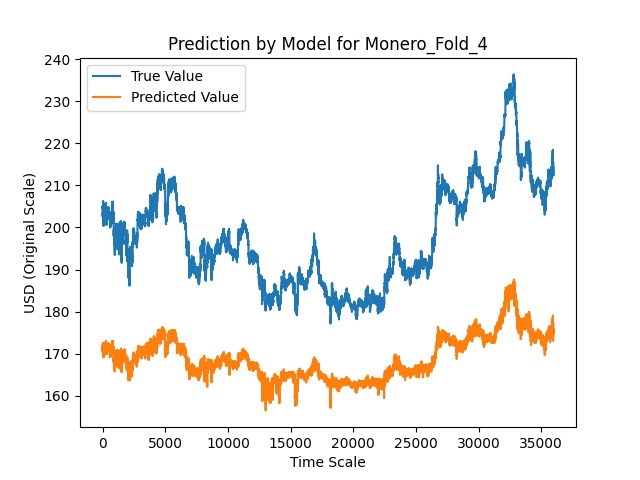 Prediction by Model for Monero_Fold_4
True Value
Predicted Value
USD (Original Scale)
240
230
220
210
200
190
180
170
160
0 5000 10000 15000 20000 25000 30000 35000
Time Scale